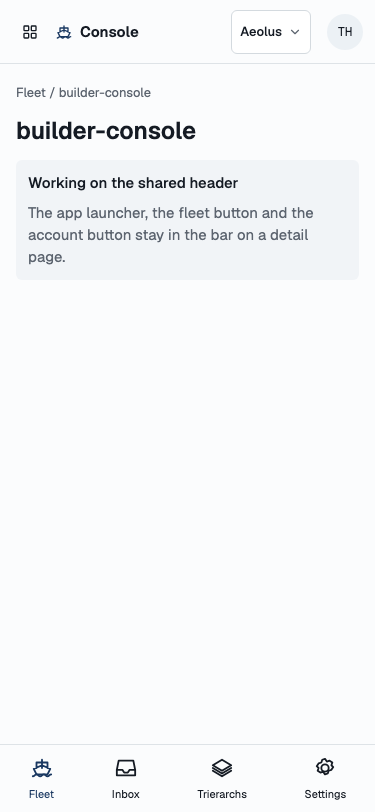 Console
Aeolus
TH
Fleet / builder-console
builder-console
Working on the shared header
The app launcher, the fleet button and the
account button stay in the bar on a detail
page.
Fleet
Inbox
Trierarchs
Settings